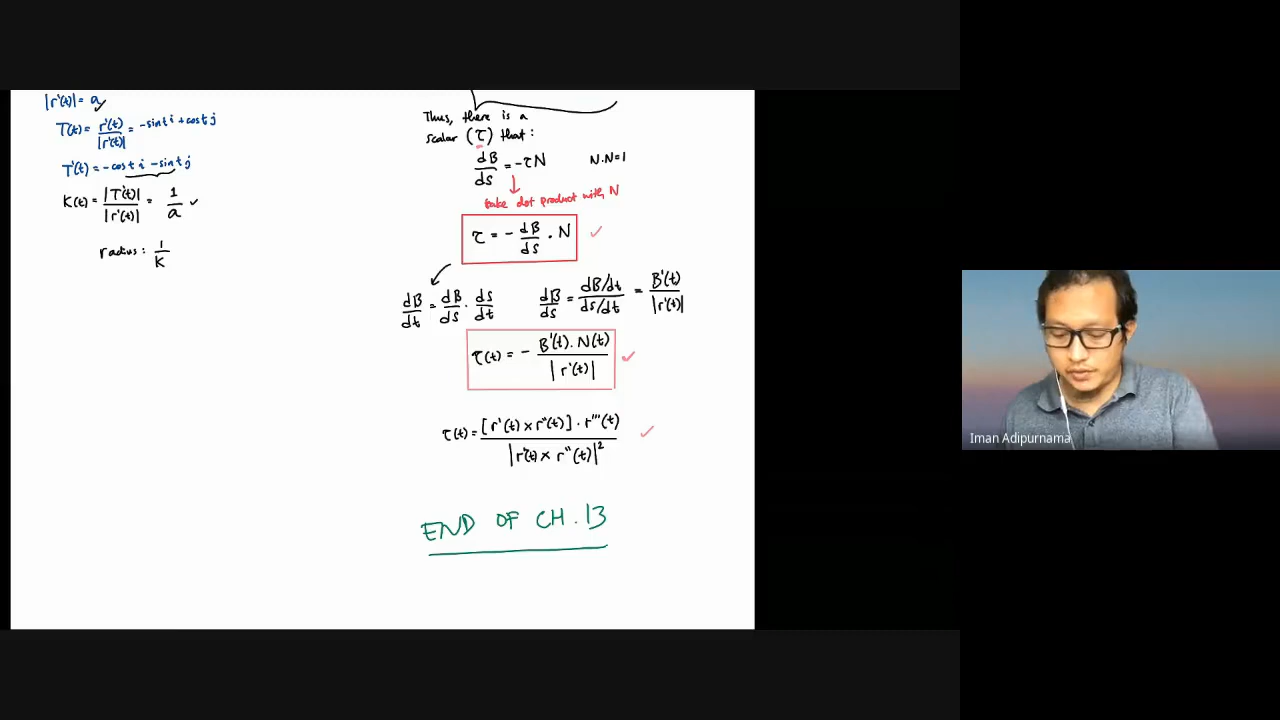 |r'(t)| = a
T(t) = r'(t)/|r'(t)| = -sint i + cost j
T'(t) = -cost i - sint j
K(t) = |T'(t)|/|r'(t)| = 1/a ✓
radius : 1/K
Thus, there is a
scalar (τ) that :
dB/ds = -τN N.N=1
take dot product with N
τ = - dB/ds · N ✓
dB/dt = dB/ds · ds/dt dB/ds = dB/dt / ds/dt = B'(t)/|r'(t)|
τ(t) = - B'(t). N(t) / |r'(t)| ✓
τ(t) = [r'(t) x r''(t)] · r'''(t) / |r'(t) x r''(t)|² ✓
END OF CH. 13
Iman Adipurnama